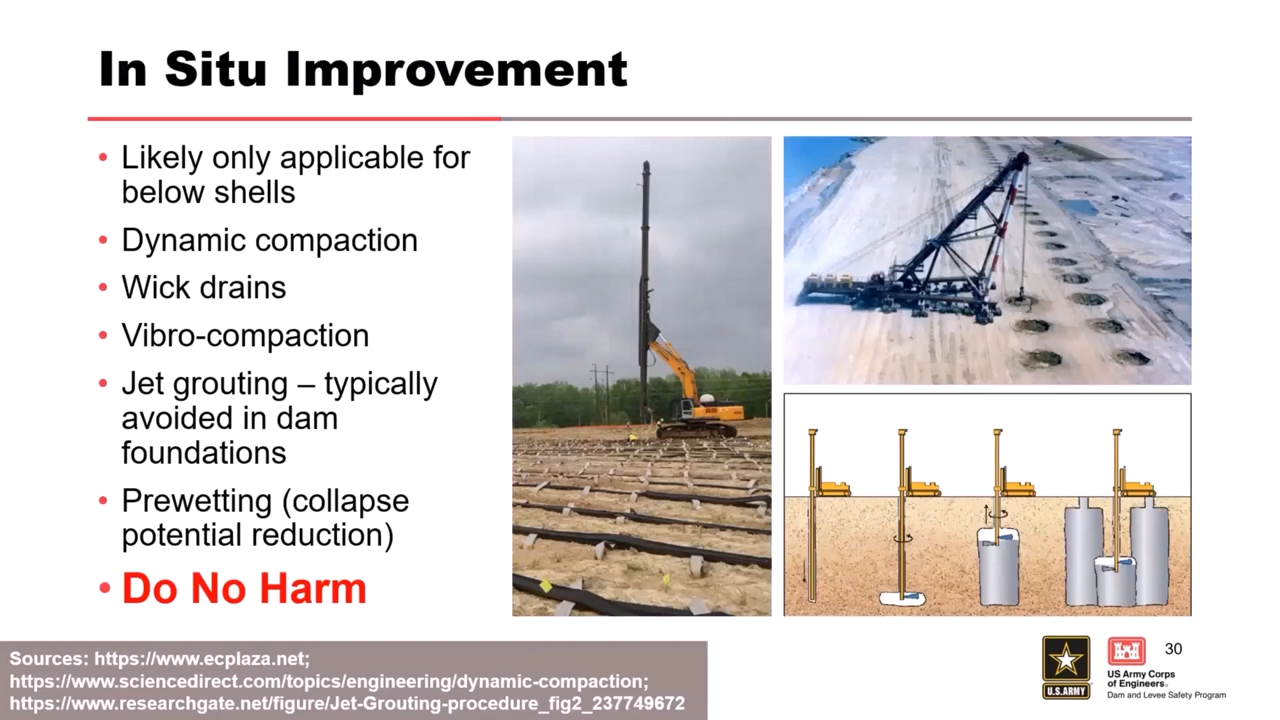 In Situ Improvement
• Likely only applicable for
below shells
• Dynamic compaction
• Wick drains
• Vibro-compaction
• Jet grouting – typically
avoided in dam
foundations
• Prewetting (collapse
potential reduction)
• Do No Harm
Sources: https://www.ecplaza.net;
https://www.sciencedirect.com/topics/engineering/dynamic-compaction;
https://www.researchgate.net/figure/Jet-Grouting-procedure_fig2_237749672
U.S.ARMY
US Army Corps
of Engineers®
Dam and Levee Safety Program
30